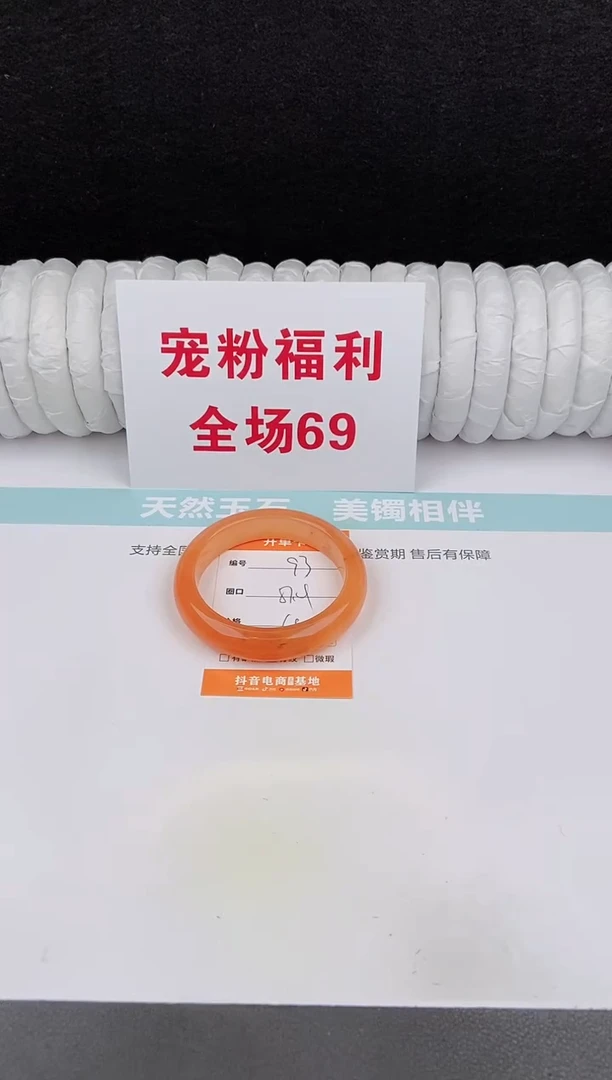 宠粉福利
全场69
天然玉石 美镯相伴
支持全国 鉴赏期 售后有保障
编号 93
圈口
微瑕
抖音电商 基地